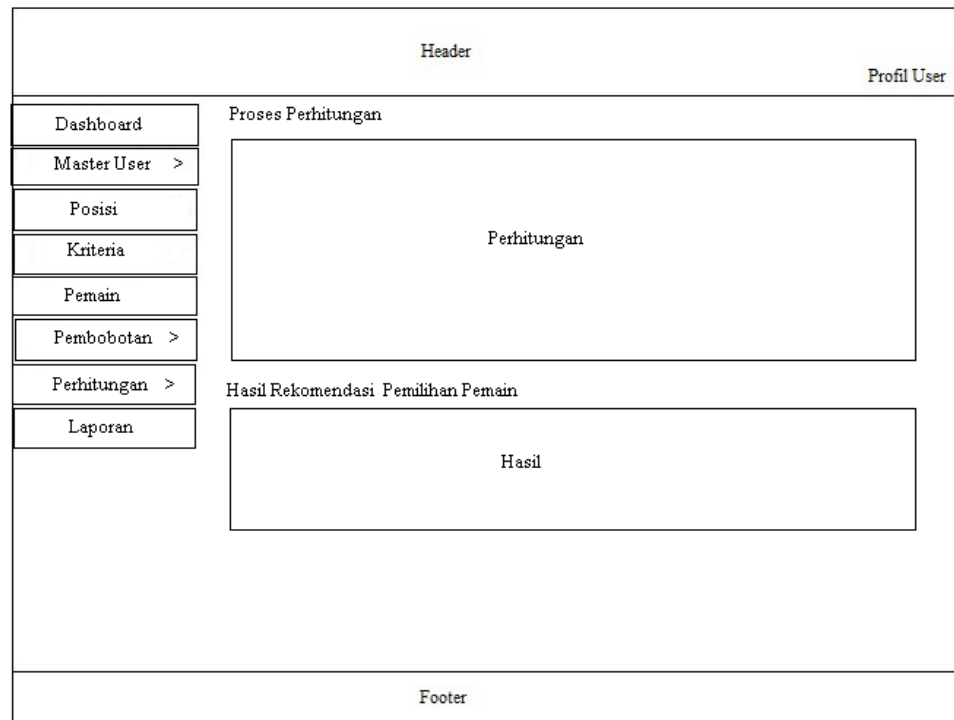 Header
Profil User
Dashboard
Master User >
Posisi
Kriteria
Pemain
Pembobotan >
Perhitungan >
Laporan
Proses Perhitungan
Perhitungan
Hasil Rekomendasi Pemilihan Pemain
Hasil
Footer